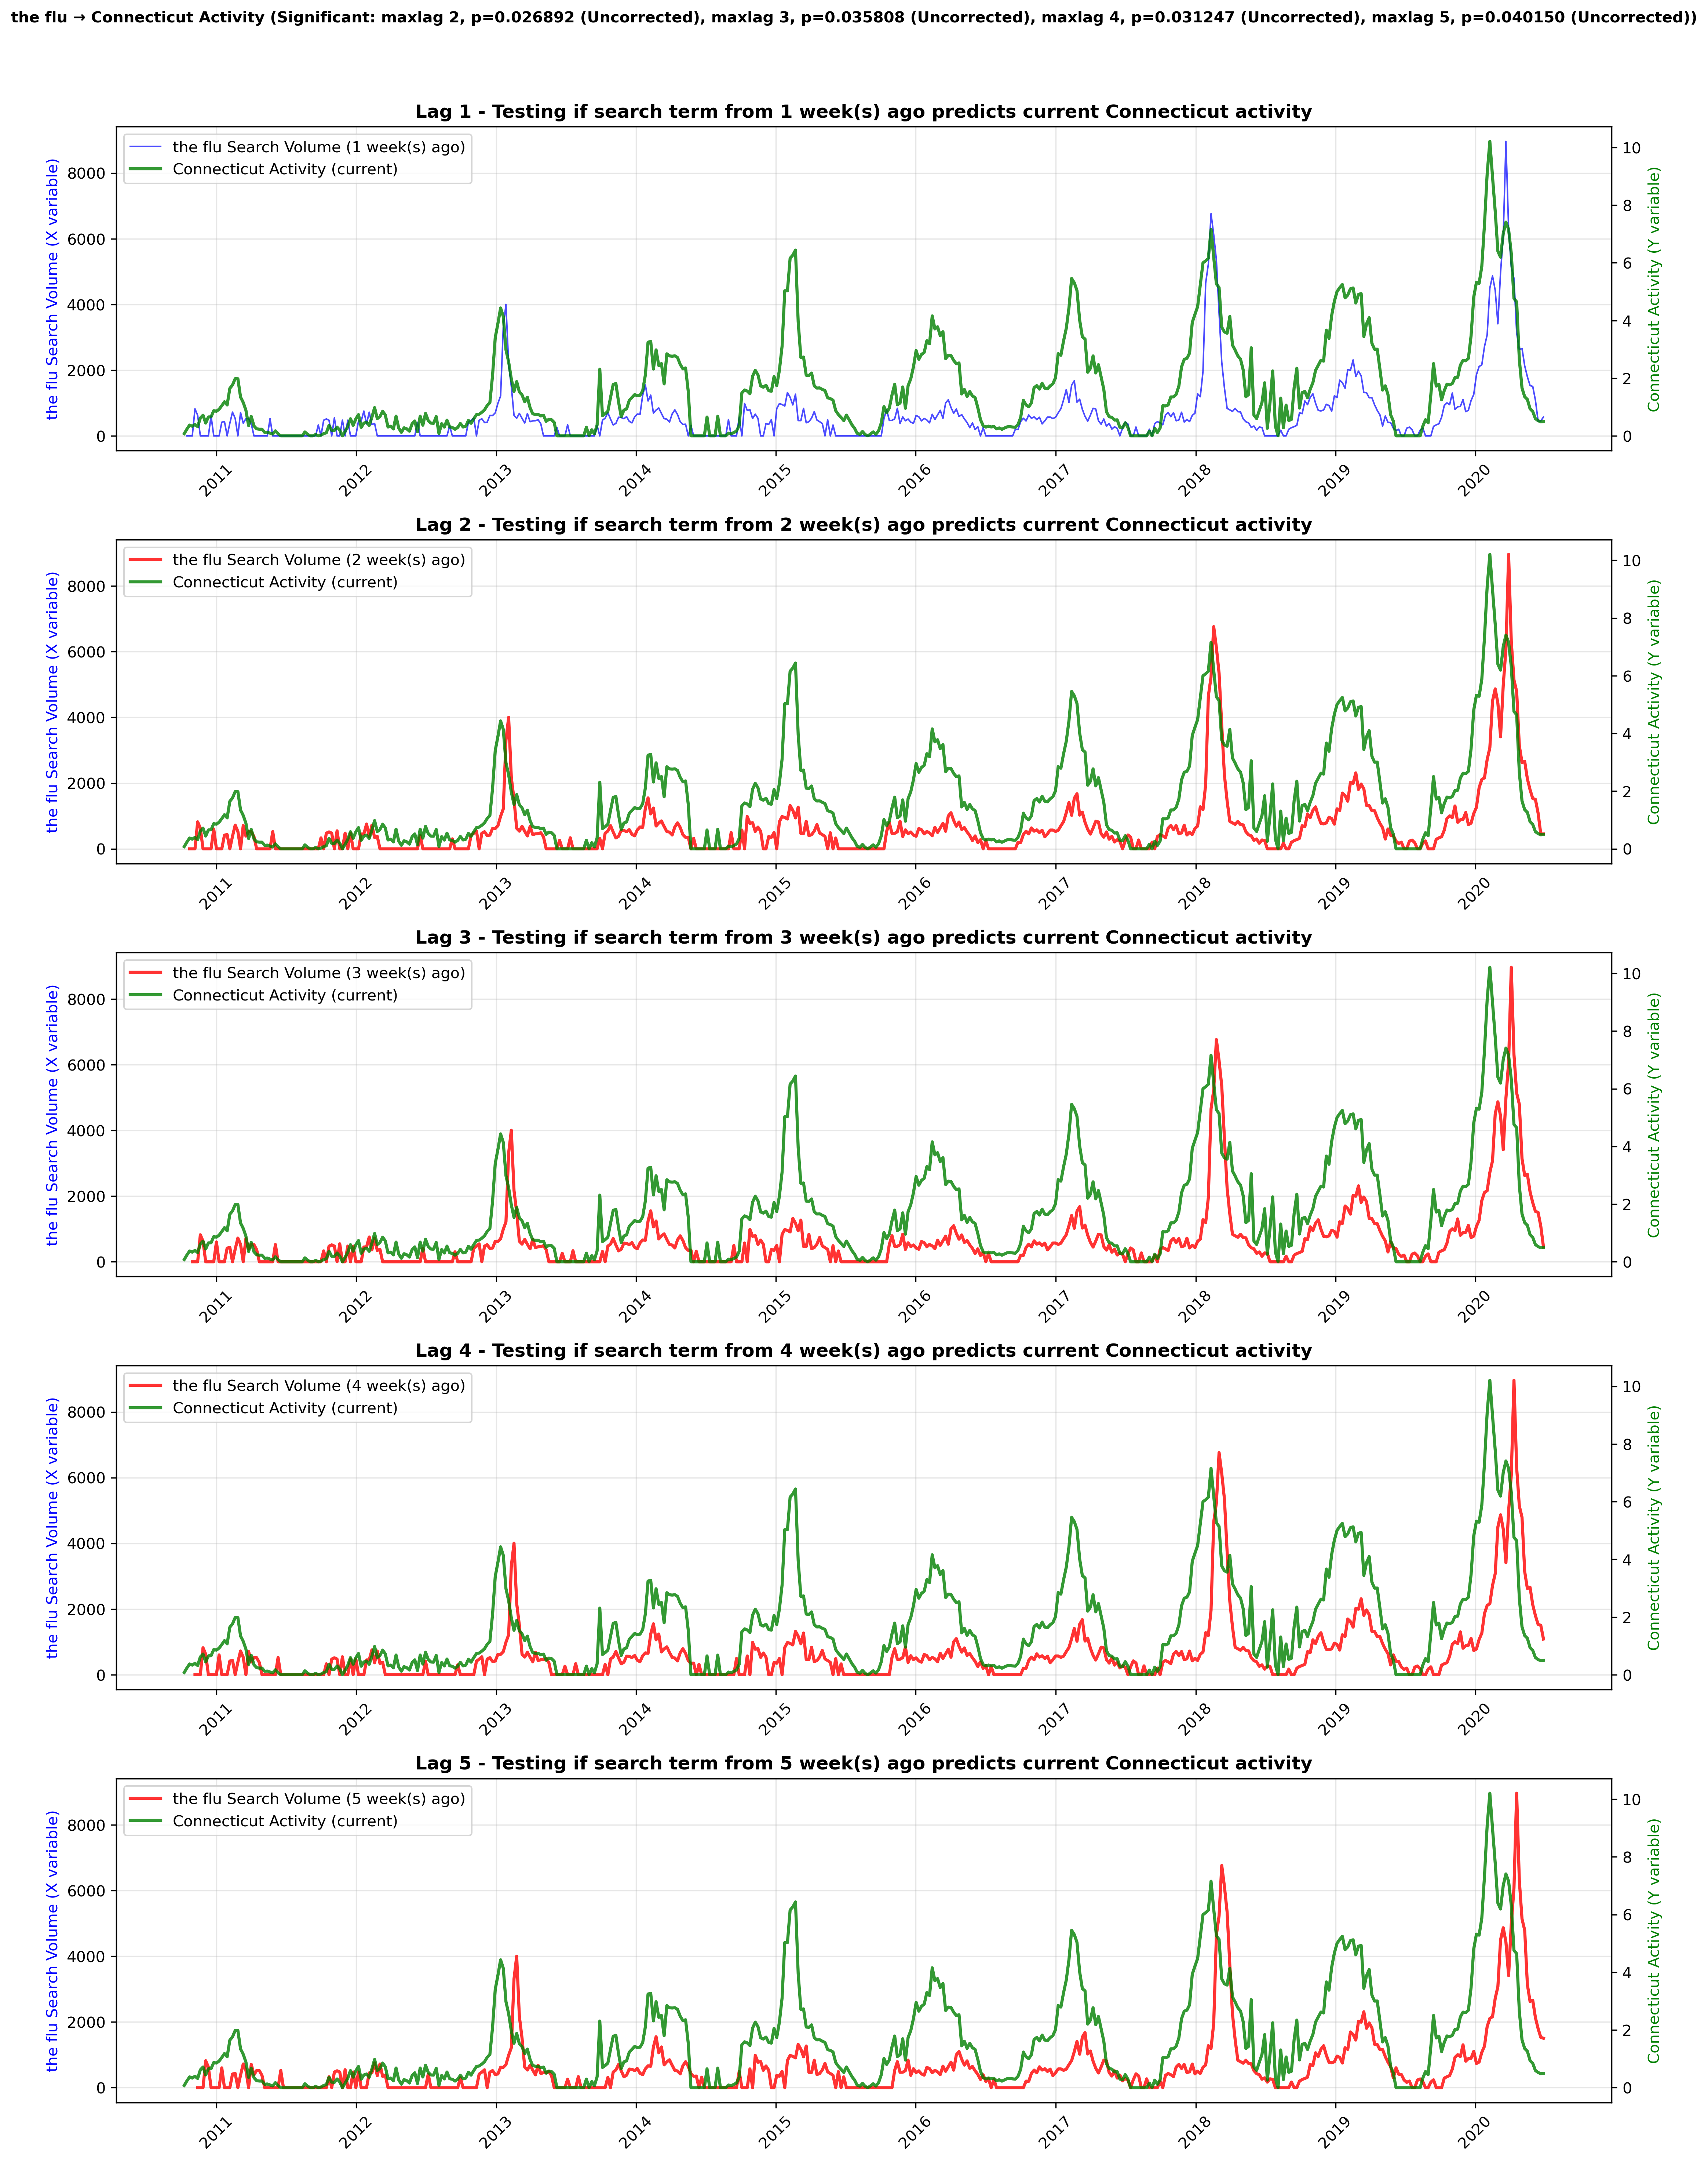 the flu → Connecticut Activity (Significant: maxlag 2, p=0.026892 (Uncorrected), maxlag 3, p=0.035808 (Uncorrected), maxlag 4, p=0.031247 (Uncorrected), maxlag 5, p=0.040150 (Uncorrected))
Lag 1 - Testing if search term from 1 week(s) ago predicts current Connecticut activity
the flu Search Volume (1 week(s) ago)
Connecticut Activity (current)
the flu Search Volume (X variable)
8000
6000
4000
2000
0
10
8
6
4
2
0
Connecticut Activity (Y variable)
2011 2012 2013 2014 2015 2016 2017 2018 2019 2020
Lag 2 - Testing if search term from 2 week(s) ago predicts current Connecticut activity
the flu Search Volume (2 week(s) ago)
Connecticut Activity (current)
the flu Search Volume (X variable)
8000
6000
4000
2000
0
10
8
6
4
2
0
Connecticut Activity (Y variable)
2011 2012 2013 2014 2015 2016 2017 2018 2019 2020
Lag 3 - Testing if search term from 3 week(s) ago predicts current Connecticut activity
the flu Search Volume (3 week(s) ago)
Connecticut Activity (current)
the flu Search Volume (X variable)
8000
6000
4000
2000
0
10
8
6
4
2
0
Connecticut Activity (Y variable)
2011 2012 2013 2014 2015 2016 2017 2018 2019 2020
Lag 4 - Testing if search term from 4 week(s) ago predicts current Connecticut activity
the flu Search Volume (4 week(s) ago)
Connecticut Activity (current)
the flu Search Volume (X variable)
8000
6000
4000
2000
0
10
8
6
4
2
0
Connecticut Activity (Y variable)
2011 2012 2013 2014 2015 2016 2017 2018 2019 2020
Lag 5 - Testing if search term from 5 week(s) ago predicts current Connecticut activity
the flu Search Volume (5 week(s) ago)
Connecticut Activity (current)
the flu Search Volume (X variable)
8000
6000
4000
2000
0
10
8
6
4
2
0
Connecticut Activity (Y variable)
2011 2012 2013 2014 2015 2016 2017 2018 2019 2020